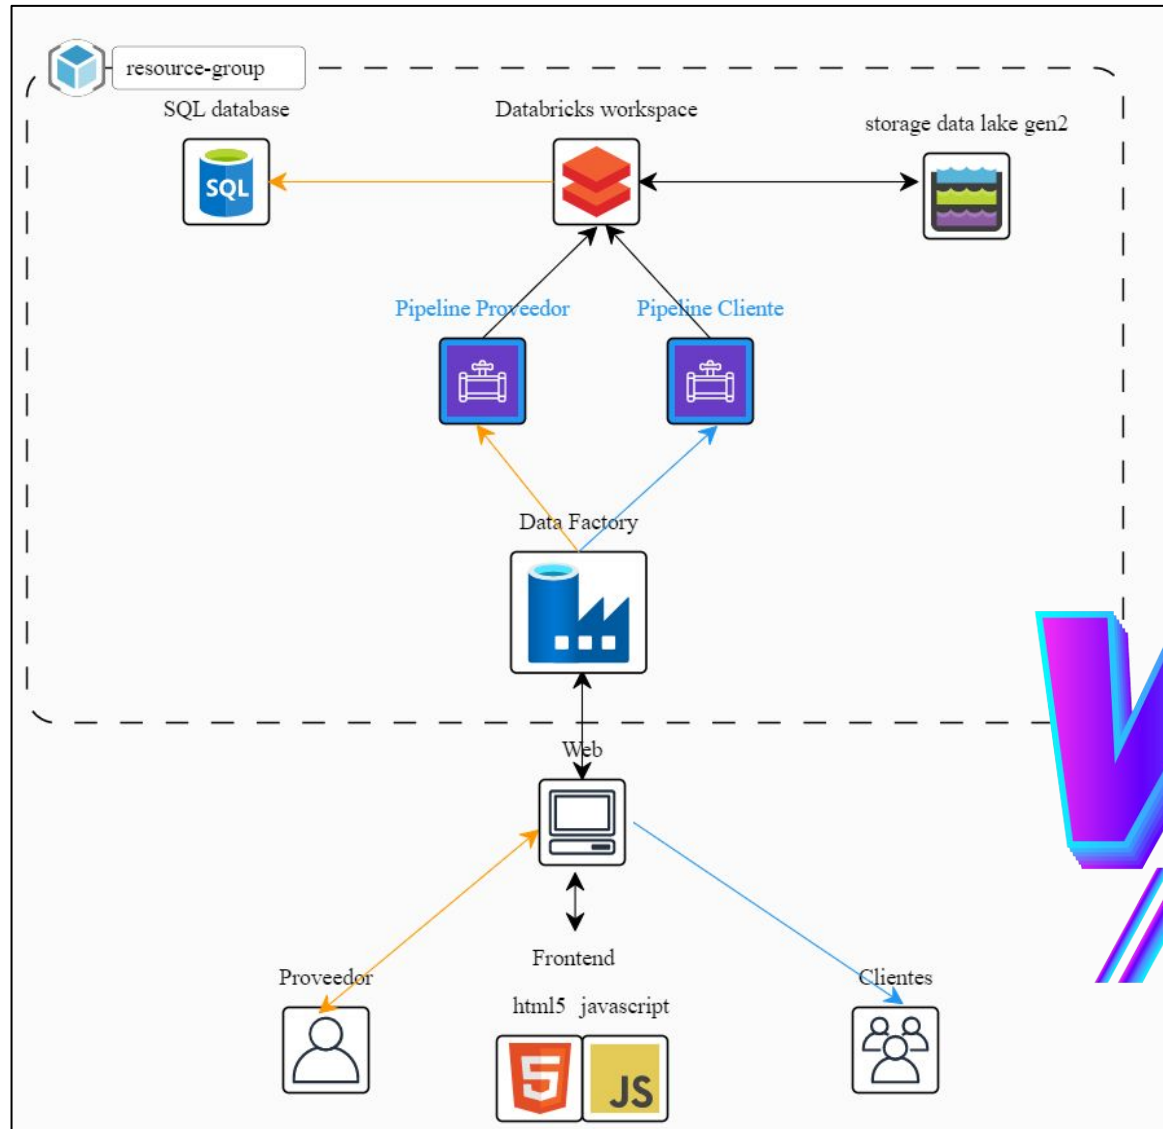 resource-group
SQL database
Databricks workspace
storage data lake gen2
SQL
Pipeline Proveedor
Pipeline Cliente
Data Factory
Web
Frontend
Proveedor
Clientes
html5 javascript
5
JS